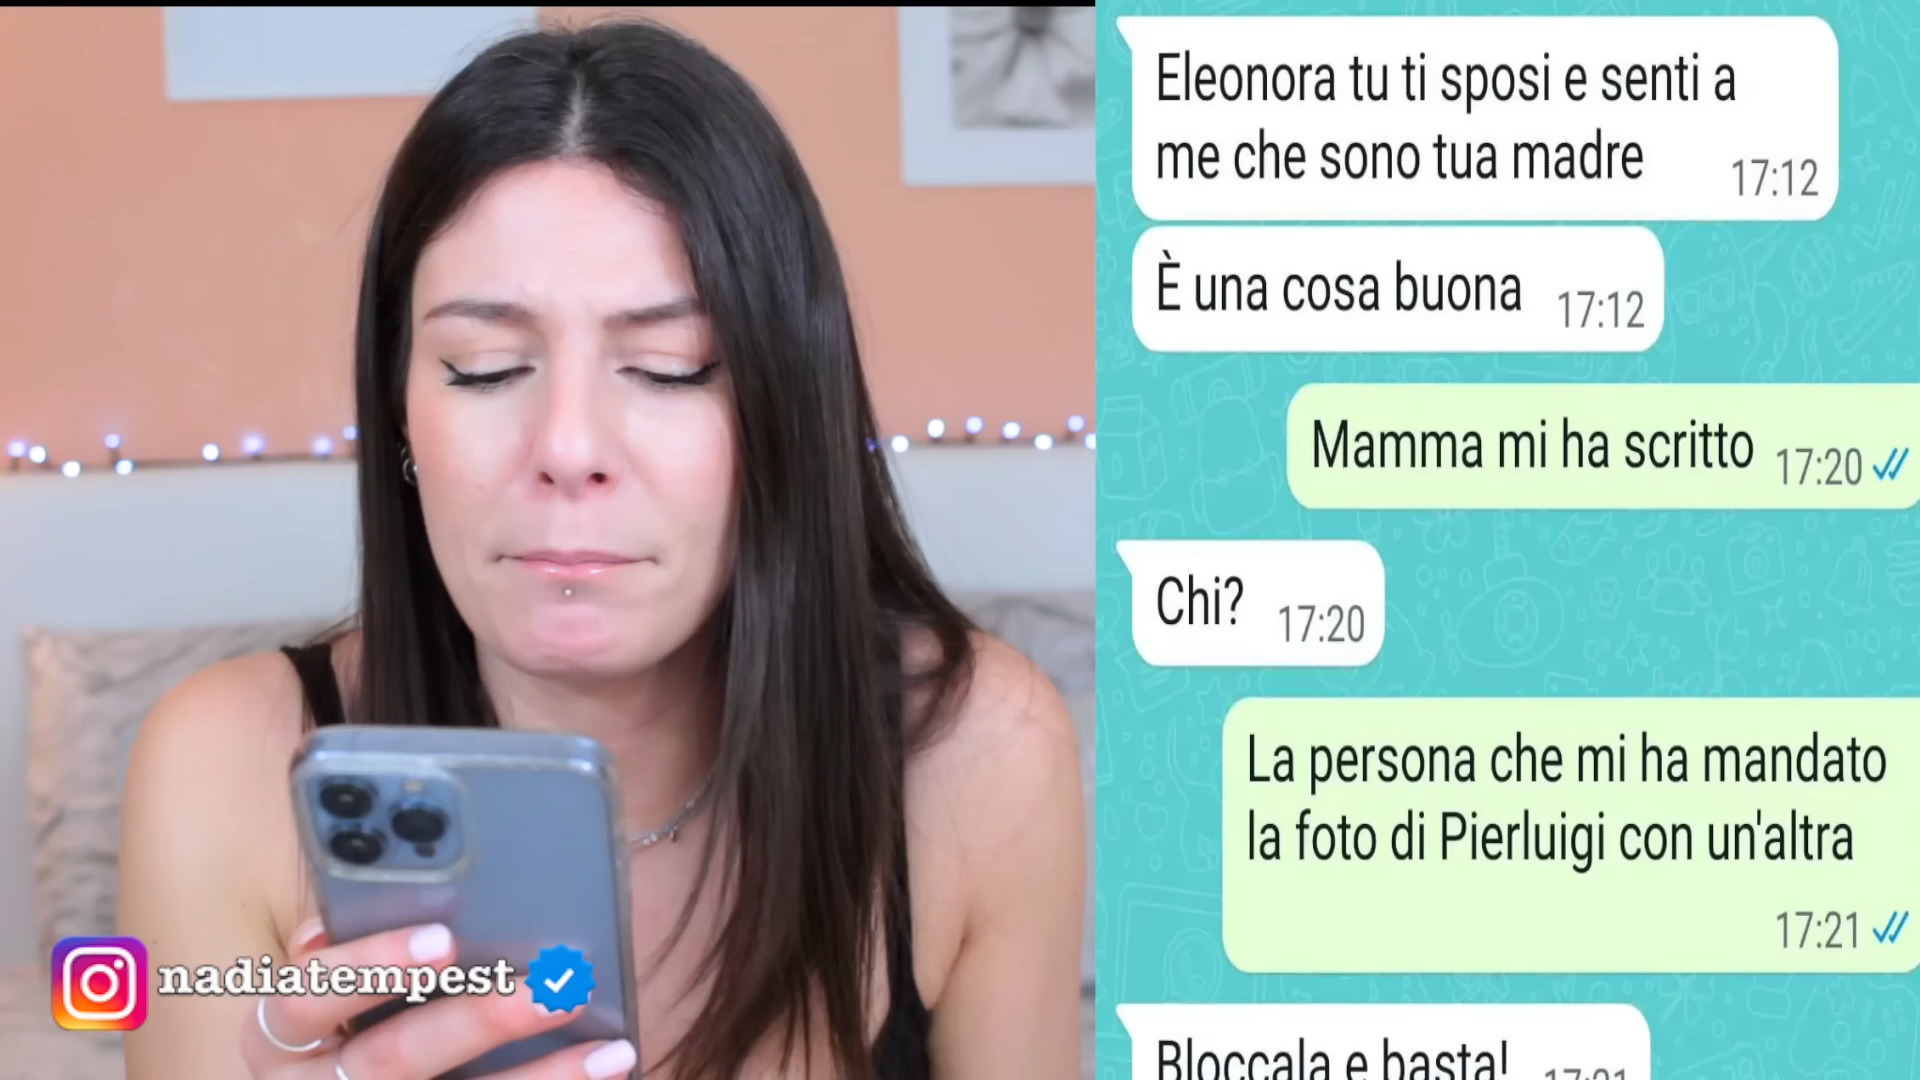 Eleonora tu ti sposi e senti a
me che sono tua madre 17:12
È una cosa buona 17:12
Mamma mi ha scritto 17:20
Chi? 17:20
La persona che mi ha mandato
la foto di Pierluigi con un'altra
17:21
Bloccala e basta! 17:21
nadiatempest